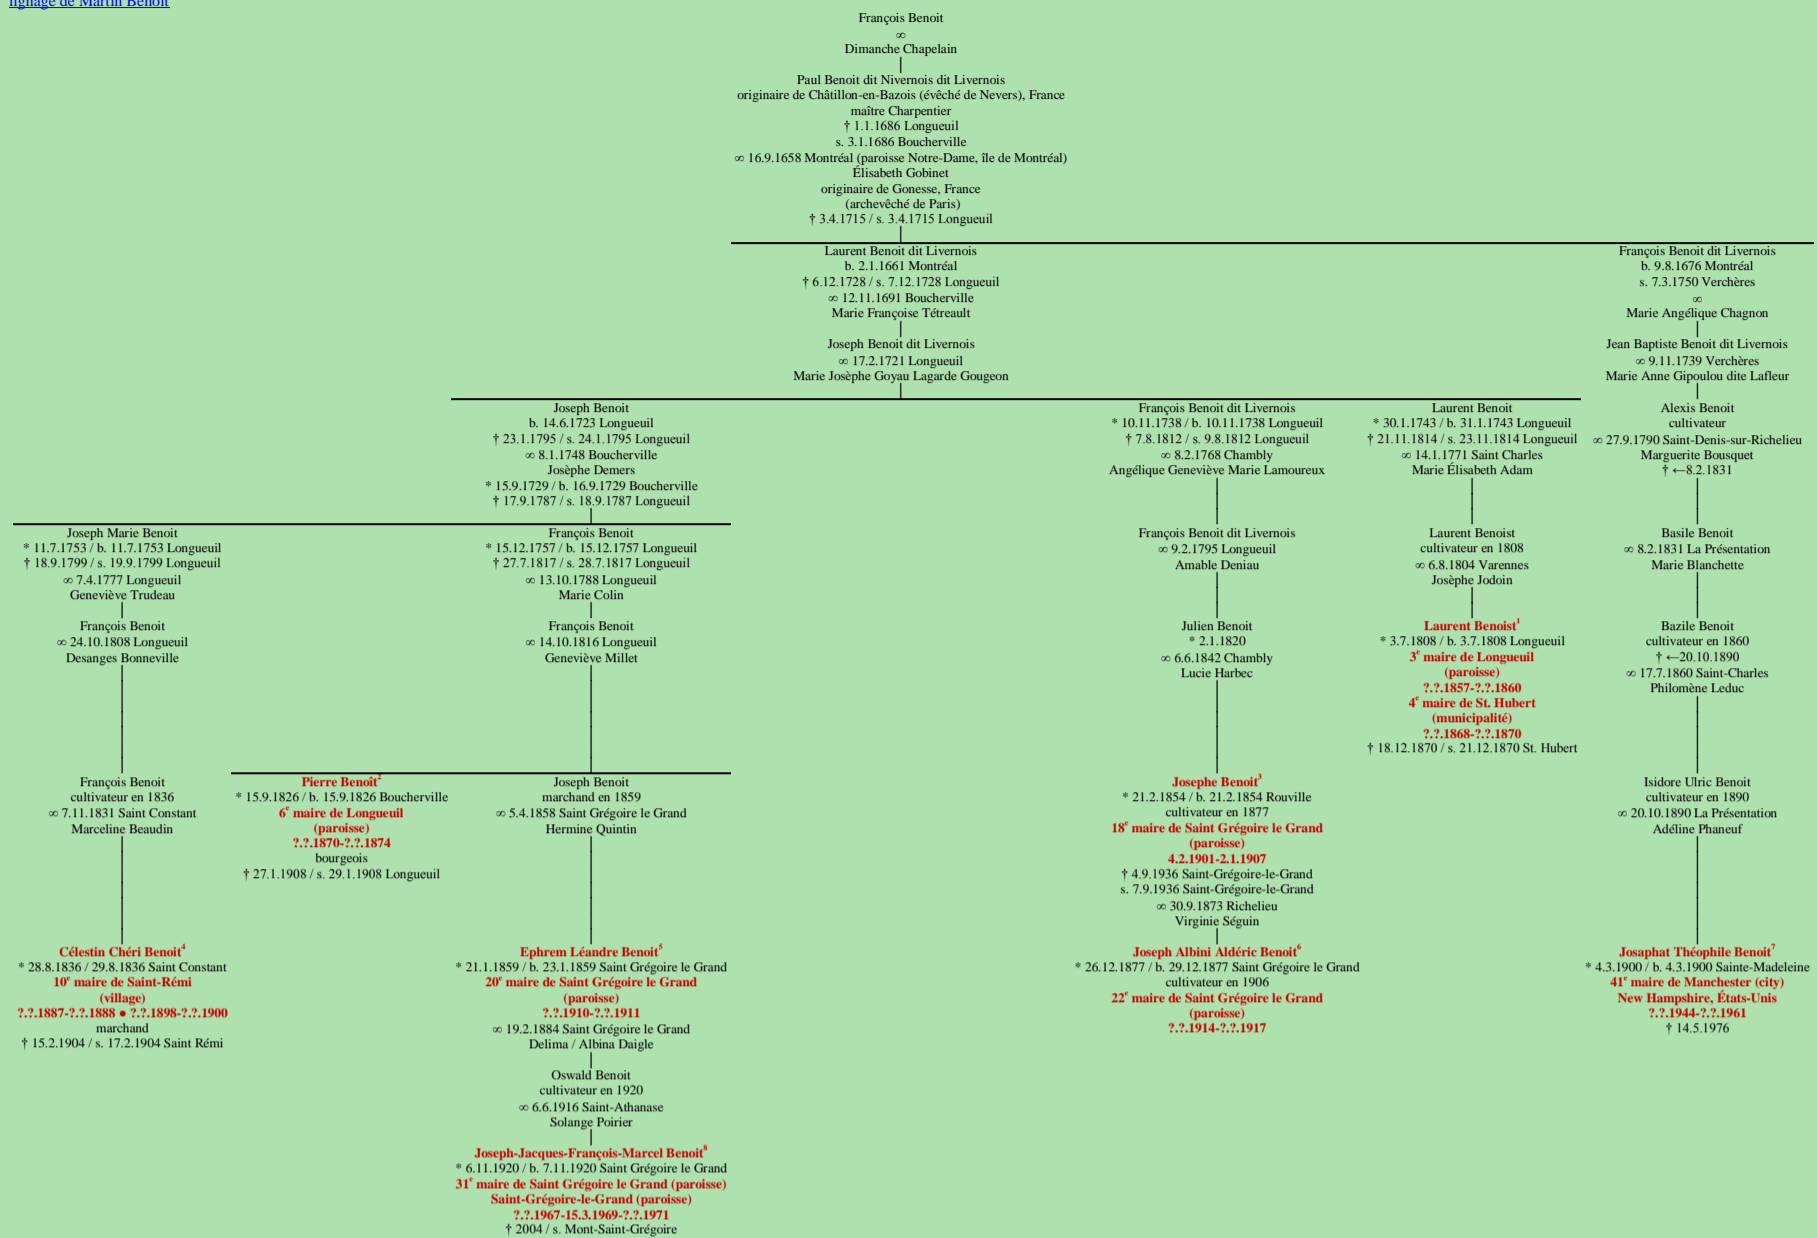 lignage de Martin Benoit
François Benoit
∞
Dimanche Chapelain
Paul Benoit dit Nivernois dit Livernois
originaire de Châtillon-en-Bazois (évêché de Nevers), France
maître Charpentier
† 1.1.1686 Longueuil
s. 3.1.1686 Boucherville
∞ 16.9.1658 Montréal (paroisse Notre-Dame, île de Montréal)
Élisabeth Gobinet
originaire de Gonesse, France
(archevêché de Paris)
† 3.4.1715 / s. 3.4.1715 Longueuil
Laurent Benoit dit Livernois
b. 2.1.1661 Montréal
† 6.12.1728 / s. 7.12.1728 Longueuil
∞ 12.11.1691 Boucherville
Marie Françoise Tétreault
François Benoit dit Livernois
b. 9.8.1676 Montréal
s. 7.3.1750 Verchères
∞
Marie Angélique Chagnon
Joseph Benoit dit Livernois
∞ 17.2.1721 Longueuil
Marie Josèphe Goyau Lagarde Gougeon
Jean Baptiste Benoit dit Livernois
∞ 9.11.1739 Verchères
Marie Anne Gipoulou dite Lafleur
Joseph Benoit
b. 14.6.1723 Longueuil
† 23.1.1795 / s. 24.1.1795 Longueuil
∞ 8.1.1748 Boucherville
Josèphe Demers
* 15.9.1729 / b. 16.9.1729 Boucherville
† 17.9.1787 / s. 18.9.1787 Longueuil
François Benoit dit Livernois
* 10.11.1738 / b. 10.11.1738 Longueuil
† 7.8.1812 / s. 9.8.1812 Longueuil
∞ 8.2.1768 Chambly
Angélique Geneviève Marie Lamoureux
Laurent Benoit
* 30.1.1743 / b. 31.1.1743 Longueuil
† 21.11.1814 / s. 23.11.1814 Longueuil
∞ 14.1.1771 Saint Charles
Marie Élisabeth Adam
Alexis Benoit
cultivateur
∞ 27.9.1790 Saint-Denis-sur-Richelieu
Marguerite Bousquet
† ←8.2.1831
Joseph Marie Benoit
* 11.7.1753 / b. 11.7.1753 Longueuil
† 18.9.1799 / s. 19.9.1799 Longueuil
∞ 7.4.1777 Longueuil
Geneviève Trudeau
François Benoit
* 15.12.1757 / b. 15.12.1757 Longueuil
† 27.7.1817 / s. 28.7.1817 Longueuil
∞ 13.10.1788 Longueuil
Marie Colin
François Benoit dit Livernois
∞ 9.2.1795 Longueuil
Amable Deniau
Laurent Benoist
cultivateur en 1808
∞ 6.8.1804 Varennes
Josèphe Jodoin
Basile Benoit
∞ 8.2.1831 La Présentation
Marie Blanchette
François Benoit
∞ 24.10.1808 Longueuil
Desanges Bonneville
François Benoit
∞ 14.10.1816 Longueuil
Geneviève Millet
Julien Benoit
* 2.1.1820
∞ 6.6.1842 Chambly
Lucie Harbec
Laurent Benoist¹
* 3.7.1808 / b. 3.7.1808 Longueuil
3e maire de Longueuil
(paroisse)
?.?.1857-?.?.1860
4e maire de St. Hubert
(municipalité)
?.?.1868-?.?.1870
† 18.12.1870 / s. 21.12.1870 St. Hubert
Bazile Benoit
cultivateur en 1860
† ←20.10.1890
∞ 17.7.1860 Saint-Charles
Philomène Leduc
François Benoit
cultivateur en 1836
∞ 7.11.1831 Saint Constant
Marceline Beaudin
Pierre Benoît²
* 15.9.1826 / b. 15.9.1826 Boucherville
6e maire de Longueuil
(paroisse)
?.?.1870-?.?.1874
bourgeois
† 27.1.1908 / s. 29.1.1908 Longueuil
Joseph Benoit
marchand en 1859
∞ 5.4.1858 Saint Grégoire le Grand
Hermine Quintin
Josephe Benoit³
* 21.2.1854 / b. 21.2.1854 Rouville
cultivateur en 1877
18e maire de Saint Grégoire le Grand
(paroisse)
4.2.1901-2.1.1907
† 4.9.1936 Saint-Grégoire-le-Grand
s. 7.9.1936 Saint-Grégoire-le-Grand
∞ 30.9.1873 Richelieu
Virginie Séguin
Isidore Ulric Benoit
cultivateur en 1890
∞ 20.10.1890 La Présentation
Adéline Phaneuf
Célestin Chéri Benoit⁴
* 28.8.1836 / 29.8.1836 Saint Constant
10e maire de Saint-Rémi
(village)
?.?.1887-?.?.1888 ● ?.?.1898-?.?.1900
marchand
† 15.2.1904 / s. 17.2.1904 Saint Rémi
Ephrem Léandre Benoit⁵
* 21.1.1859 / b. 23.1.1859 Saint Grégoire le Grand
20e maire de Saint Grégoire le Grand
(paroisse)
?.?.1910-?.?.1911
∞ 19.2.1884 Saint Grégoire le Grand
Delima / Albina Daigle
Joseph Albini Aldéric Benoit⁶
* 26.12.1877 / b. 29.12.1877 Saint Grégoire le Grand
cultivateur en 1906
22e maire de Saint Grégoire le Grand
(paroisse)
?.?.1914-?.?.1917
Josaphat Théophile Benoit⁷
* 4.3.1900 / b. 4.3.1900 Sainte-Madeleine
41e maire de Manchester (city)
New Hampshire, États-Unis
?.?.1944-?.?.1961
† 14.5.1976
Oswald Benoit
cultivateur en 1920
∞ 6.6.1916 Saint-Athanase
Solange Poirier
Joseph-Jacques-François-Marcel Benoit⁸
* 6.11.1920 / b. 7.11.1920 Saint Grégoire le Grand
31e maire de Saint Grégoire le Grand (paroisse)
Saint-Grégoire-le-Grand (paroisse)
?.?.1967-15.3.1969-?.?.1971
† 2004 / s. Mont-Saint-Grégoire